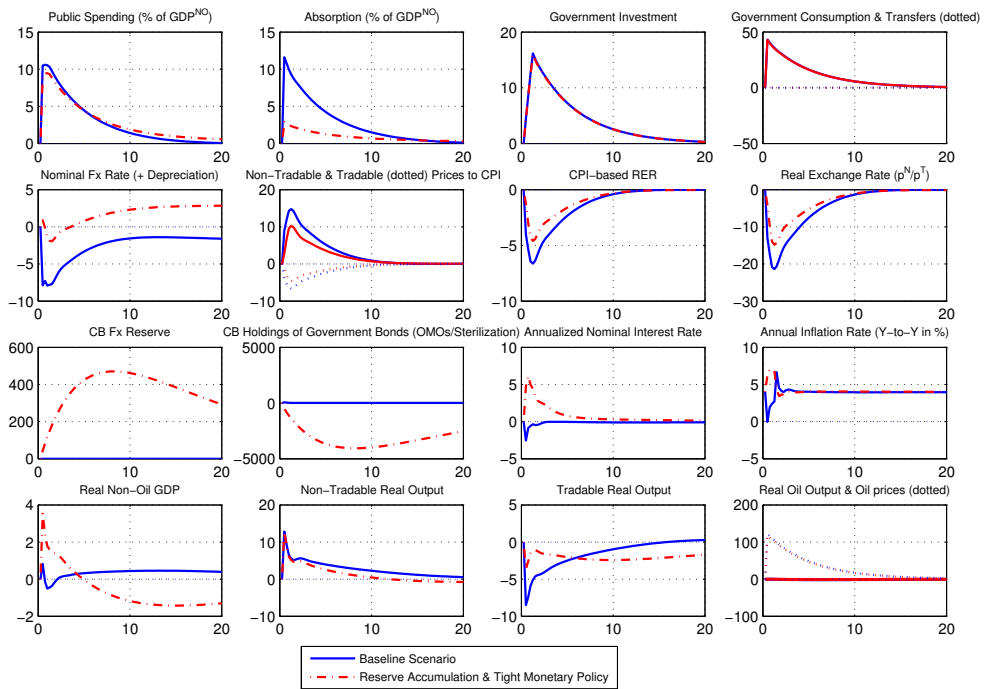 Public Spending (% of GDP^NO)
Absorption (% of GDP^NO)
Government Investment
Government Consumption & Transfers (dotted)
15
10
5
0
0 10 20
15
10
5
0
0 10 20
20
10
0
0 10 20
50
0
−50
0 10 20
Nominal Fx Rate (+ Depreciation)
Non−Tradable & Tradable (dotted) Prices to CPI
CPI−based RER
Real Exchange Rate (p^N/p^T)
5
0
−5
−10
0 10 20
20
10
0
10
0 10 20
0
−5
−10
0 10 20
0
−10
−20
−30
0 10 20
CB Fx Reserve
CB Holdings of Government Bonds (OMOs/Sterilization)
Annualized Nominal Interest Rate
Annual Inflation Rate (Y−to−Y in %)
600
400
200
0
0 10 20
5000
0
−5000
0 10 20
10
5
0
−5
0 10 20
10
5
0
−5
0 10 20
Real Non−Oil GDP
Non−Tradable Real Output
Tradable Real Output
Real Oil Output & Oil prices (dotted)
4
2
0
−2
0 10 20
20
10
0
10
0 10 20
5
0
−5
−10
0 10 20
100
0
−100
0 10 20
Baseline Scenario
Reserve Accumulation & Tight Monetary Policy